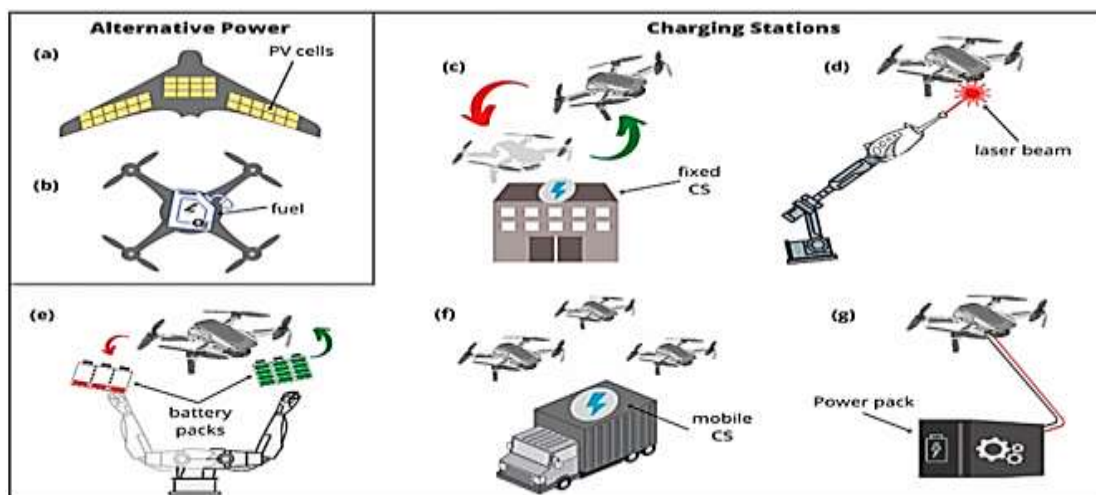 Alternative Power
(a)
PV cells
(b)
fuel
Charging Stations
(c)
fixed
CS
(d)
laser beam
(e)
battery
packs
(f)
mobile
CS
(g)
Power pack